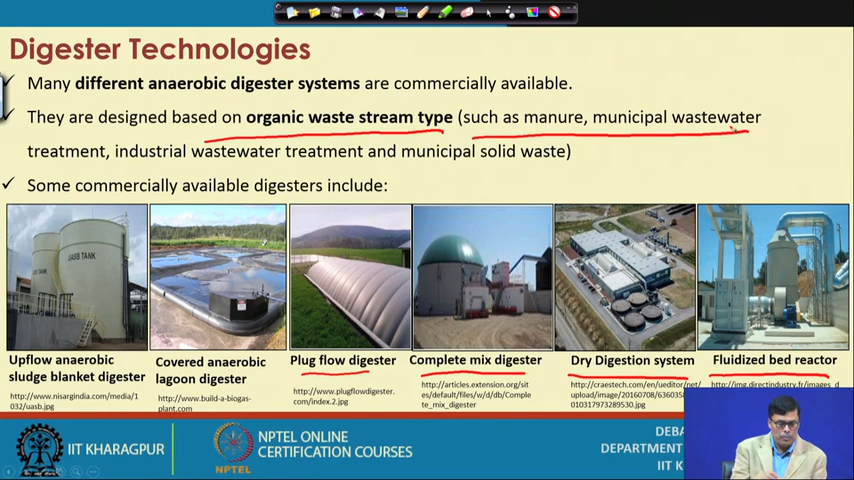 Digester Technologies
✓ Many different anaerobic digester systems are commercially available.
✓ They are designed based on organic waste stream type (such as manure, municipal wastewater
treatment, industrial wastewater treatment and municipal solid waste)
✓ Some commercially available digesters include:
UASB TANK
Upflow anaerobic
sludge blanket digester
http://www.nisargindia.com/media/1
032/uasb.jpg
Covered anaerobic
lagoon digester
http://www.build-a-biogas-
plant.com
Plug flow digester
http://www.plugflowdigester.
com/index.2.jpg
Complete mix digester
http://articles.extension.org/sit
es/default/files/w/d/db/Comple
te_mix_digester
Dry Digestion system
http://craestech.com/en/ueditor/net/
upload/image/20160708/636035
010317973289530.jpg
Fluidized bed reactor
http://img.directindustry.fr/images_d
IIT KHARAGPUR
NPTEL
NPTEL ONLINE
CERTIFICATION COURSES
DEBA
DEPARTMENT
IIT K